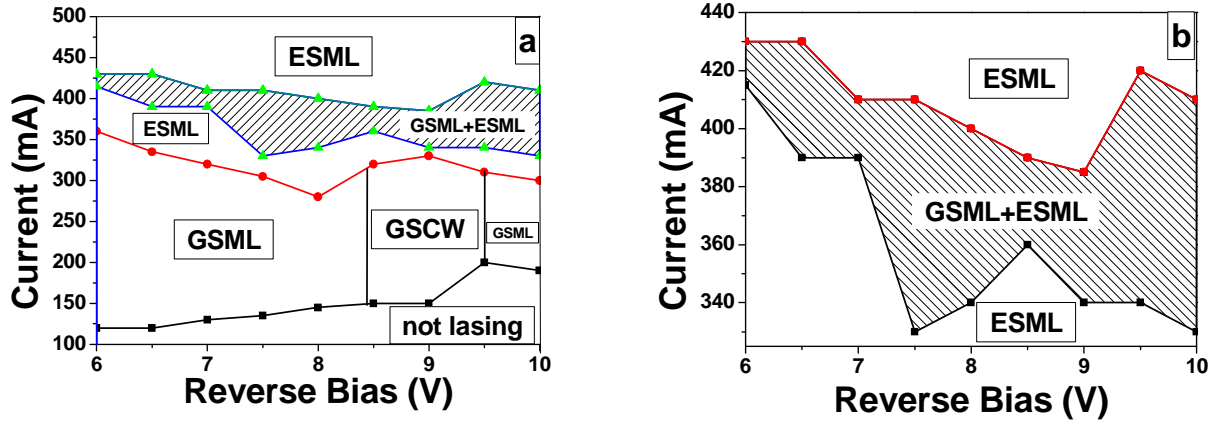 500
450
400
350
300
250
200
150
100
Current (mA)
a
ESML
ESML
GSML+ESML
GSML
GSCW
GSML
not lasing
6 7 8 9 10
Reverse Bias (V)
440
420
400
380
360
340
Current (mA)
b
ESML
GSML+ESML
ESML
6 7 8 9 10
Reverse Bias (V)